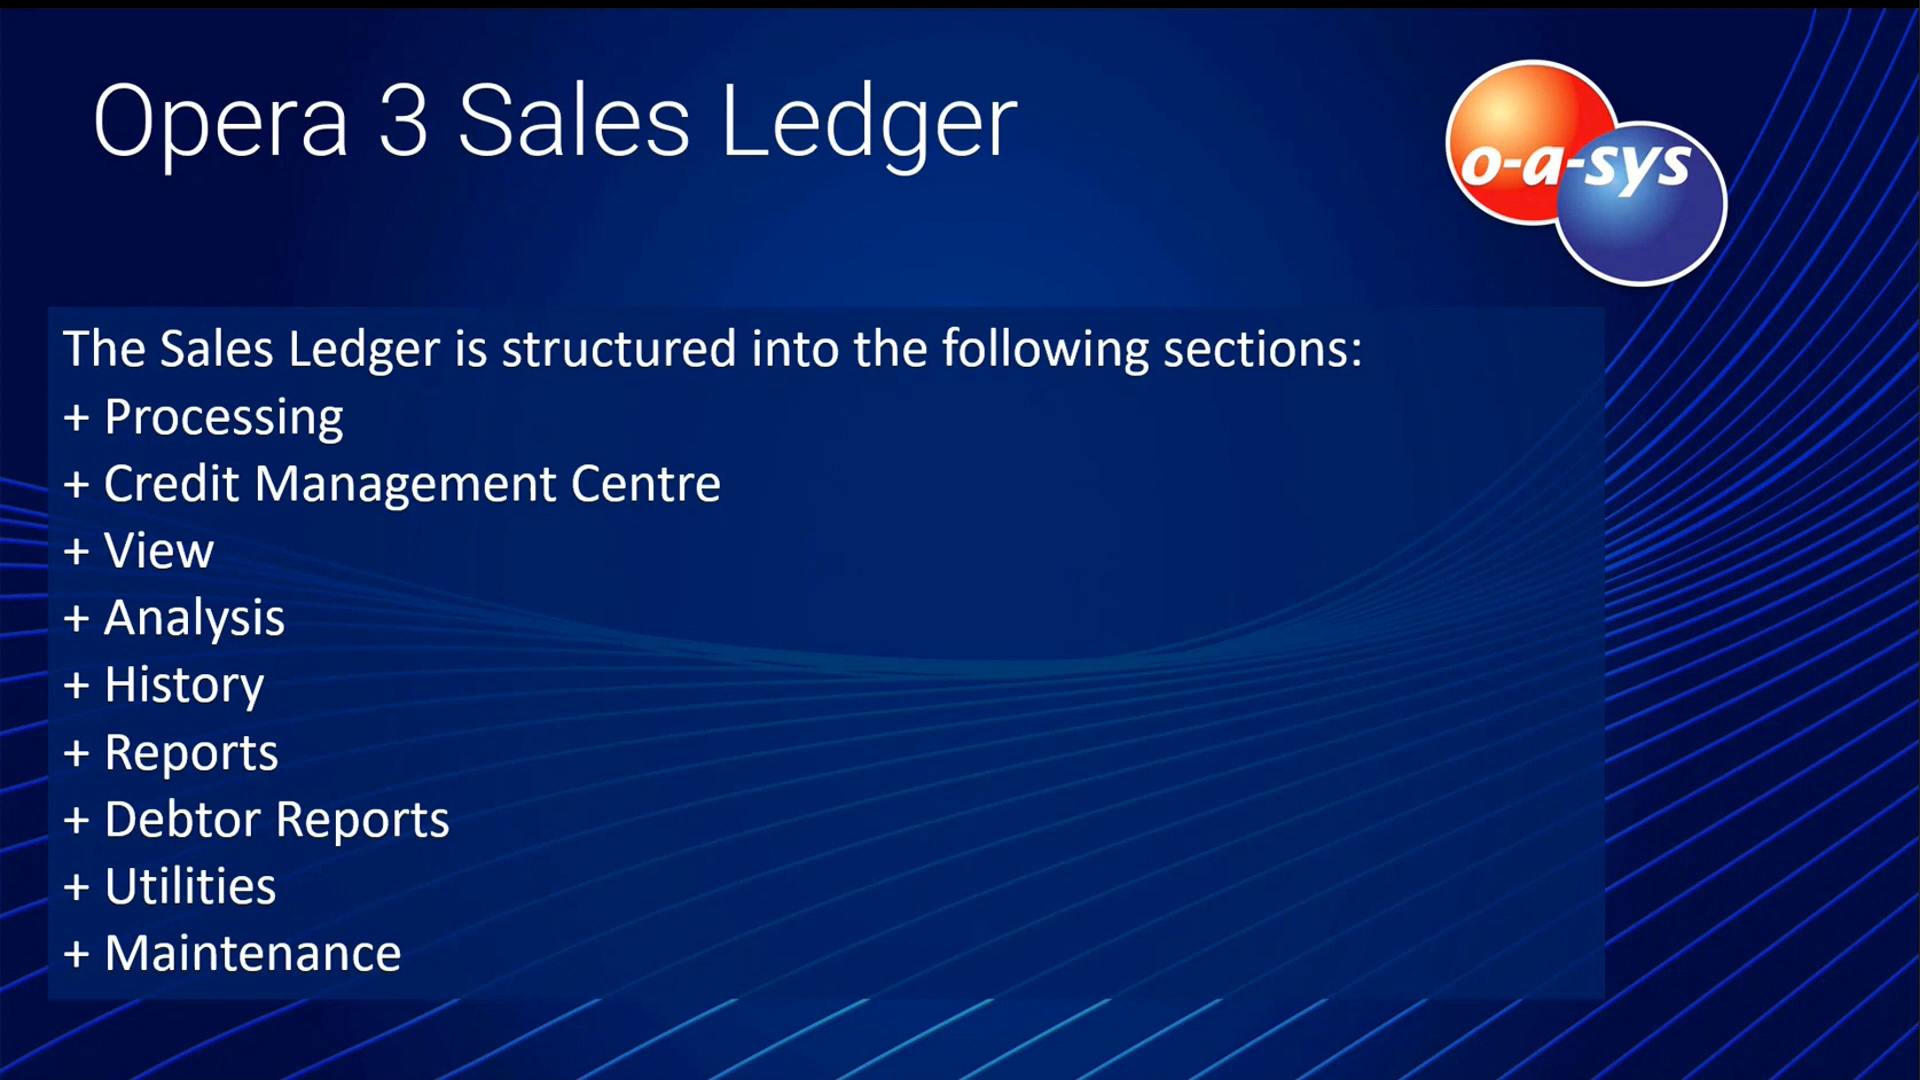 Opera 3 Sales Ledger
o-a-sys
The Sales Ledger is structured into the following sections:
+ Processing
+ Credit Management Centre
+ View
+ Analysis
+ History
+ Reports
+ Debtor Reports
+ Utilities
+ Maintenance